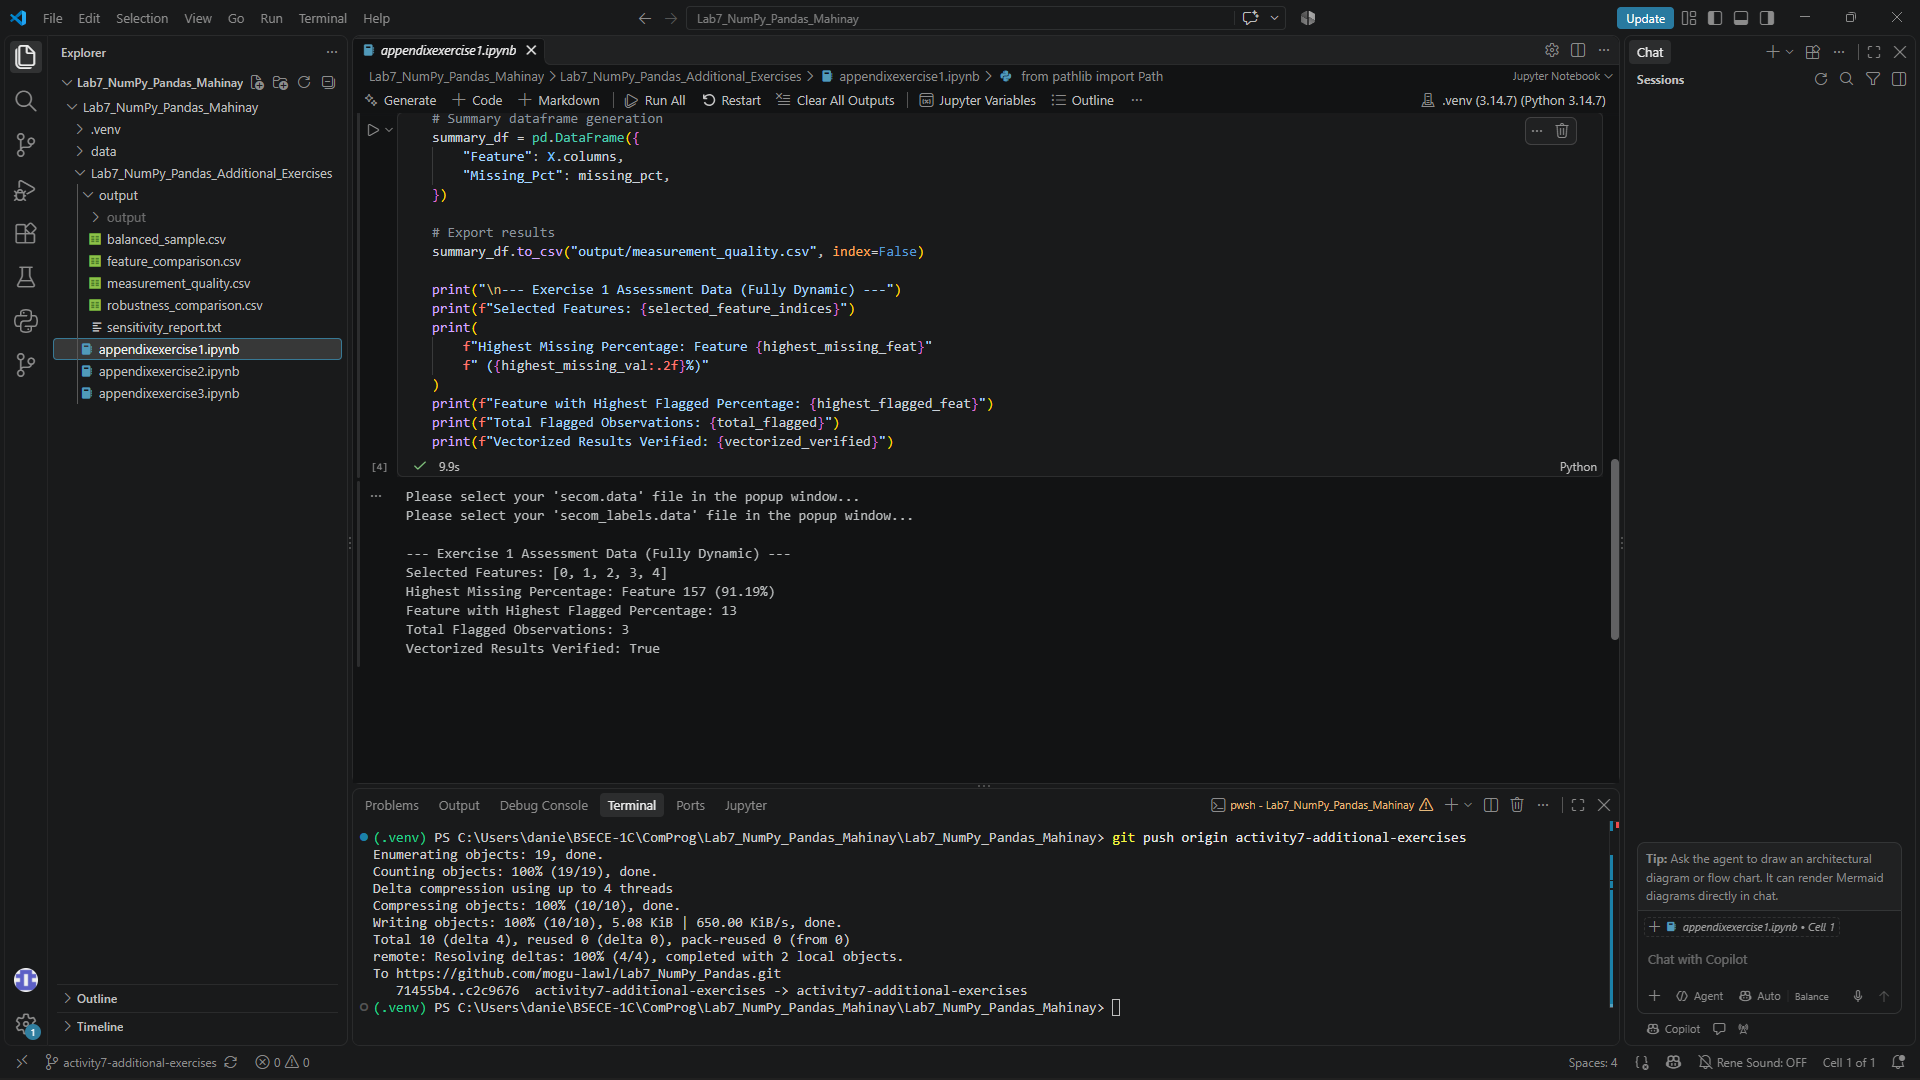 File Edit Selection View Go Run Terminal Help
Lab7_NumPy_Pandas_Mahinay
Update
Explorer
Lab7_NumPy_Pandas_Mahinay
Lab7_NumPy_Pandas_Mahinay
.venv
data
Lab7_NumPy_Pandas_Additional_Exercises
output
output
balanced_sample.csv
feature_comparison.csv
measurement_quality.csv
robustness_comparison.csv
sensitivity_report.txt
appendixexercise1.ipynb
appendixexercise2.ipynb
appendixexercise3.ipynb
Outline
Timeline
appendixexercise1.ipynb
Lab7_NumPy_Pandas_Mahinay > Lab7_NumPy_Pandas_Additional_Exercises > appendixexercise1.ipynb > from pathlib import Path
Jupyter Notebook
Generate + Code + Markdown Run All Restart Clear All Outputs Jupyter Variables Outline ...
.venv (3.14.7) (Python 3.14.7)
# Summary dataframe generation
summary_df = pd.DataFrame({
    "Feature": X.columns,
    "Missing_Pct": missing_pct,
})
# Export results
summary_df.to_csv("output/measurement_quality.csv", index=False)
print("\n--- Exercise 1 Assessment Data (Fully Dynamic) ---")
print(f"Selected Features: {selected_feature_indices}")
print(
    f"Highest Missing Percentage: Feature {highest_missing_feat}"
    f" ({highest_missing_val:.2f}%)"
)
print(f"Feature with Highest Flagged Percentage: {highest_flagged_feat}")
print(f"Total Flagged Observations: {total_flagged}")
print(f"Vectorized Results Verified: {vectorized_verified}")
[4] 9.9s
Python
Please select your 'secom.data' file in the popup window...
Please select your 'secom_labels.data' file in the popup window...
--- Exercise 1 Assessment Data (Fully Dynamic) ---
Selected Features: [0, 1, 2, 3, 4]
Highest Missing Percentage: Feature 157 (91.19%)
Feature with Highest Flagged Percentage: 13
Total Flagged Observations: 3
Vectorized Results Verified: True
Problems Output Debug Console Terminal Ports Jupyter
pwsh - Lab7_NumPy_Pandas_Mahinay
(.venv) PS C:\Users\danie\BSECE-1C\ComProg\Lab7_NumPy_Pandas_Mahinay\Lab7_NumPy_Pandas_Mahinay> git push origin activity7-additional-exercises
Enumerating objects: 19, done.
Counting objects: 100% (19/19), done.
Delta compression using up to 4 threads
Compressing objects: 100% (10/10), done.
Writing objects: 100% (10/10), 5.08 KiB | 650.00 KiB/s, done.
Total 10 (delta 4), reused 0 (delta 0), pack-reused 0 (from 0)
remote: Resolving deltas: 100% (4/4), completed with 2 local objects.
To https://github.com/mogu-lawl/Lab7_NumPy_Pandas.git
   71455b4..c2c9676  activity7-additional-exercises -> activity7-additional-exercises
(.venv) PS C:\Users\danie\BSECE-1C\ComProg\Lab7_NumPy_Pandas_Mahinay\Lab7_NumPy_Pandas_Mahinay>
Chat
Sessions
Tip: Ask the agent to draw an architectural
diagram or flow chart. It can render Mermaid
diagrams directly in chat.
appendixexercise1.ipynb • Cell 1
Chat with Copilot
Agent Auto Balance
Copilot
1
activity7-additional-exercises 0 0
Spaces: 4 Rene Sound: OFF Cell 1 of 1